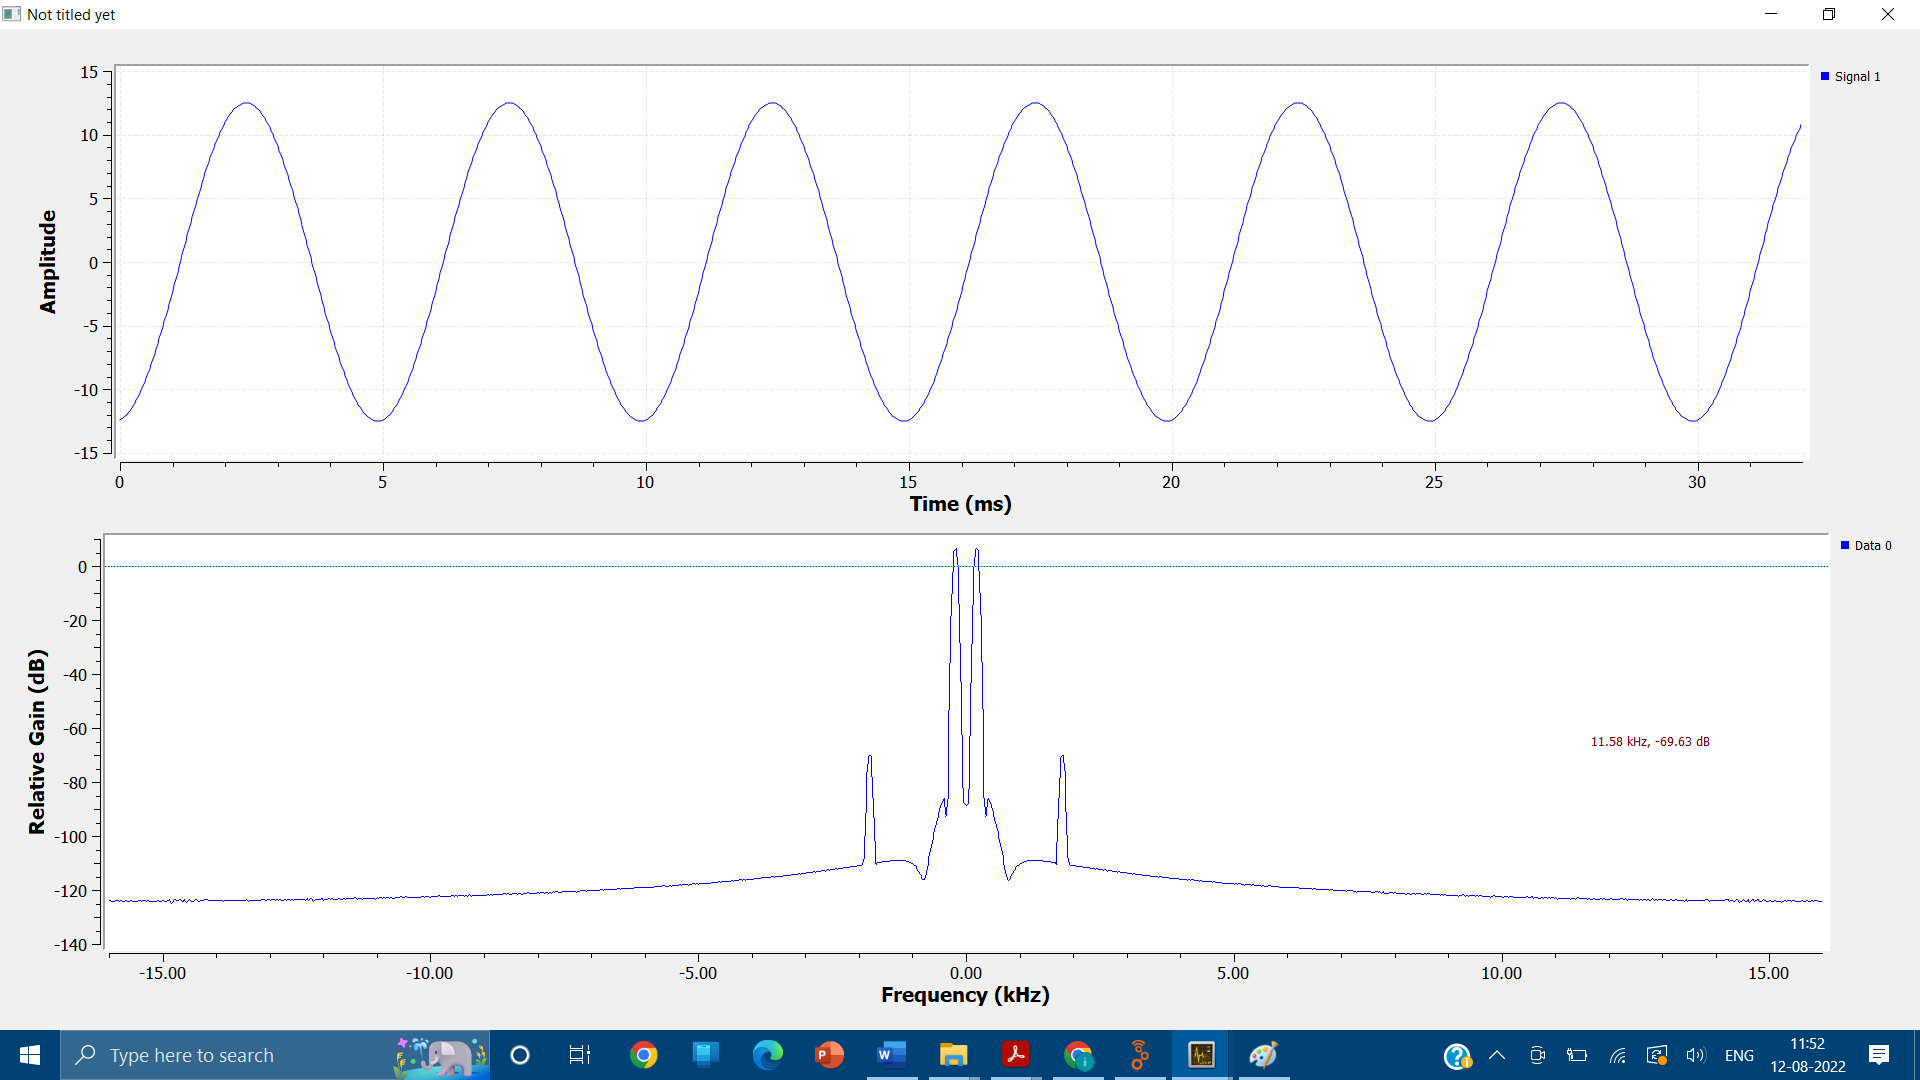 Not titled yet
15
10
5
0
-5
-10
-15
Amplitude
Signal 1
0 5 10 15 20 25 30
Time (ms)
0
-20
-40
-60
-80
-100
-120
-140
Relative Gain (dB)
Data 0
11.58 kHz, -69.63 dB
-15.00 -10.00 -5.00 0.00 5.00 10.00 15.00
Frequency (kHz)
Type here to search
P
W
i
ENG
11:52
12-08-2022